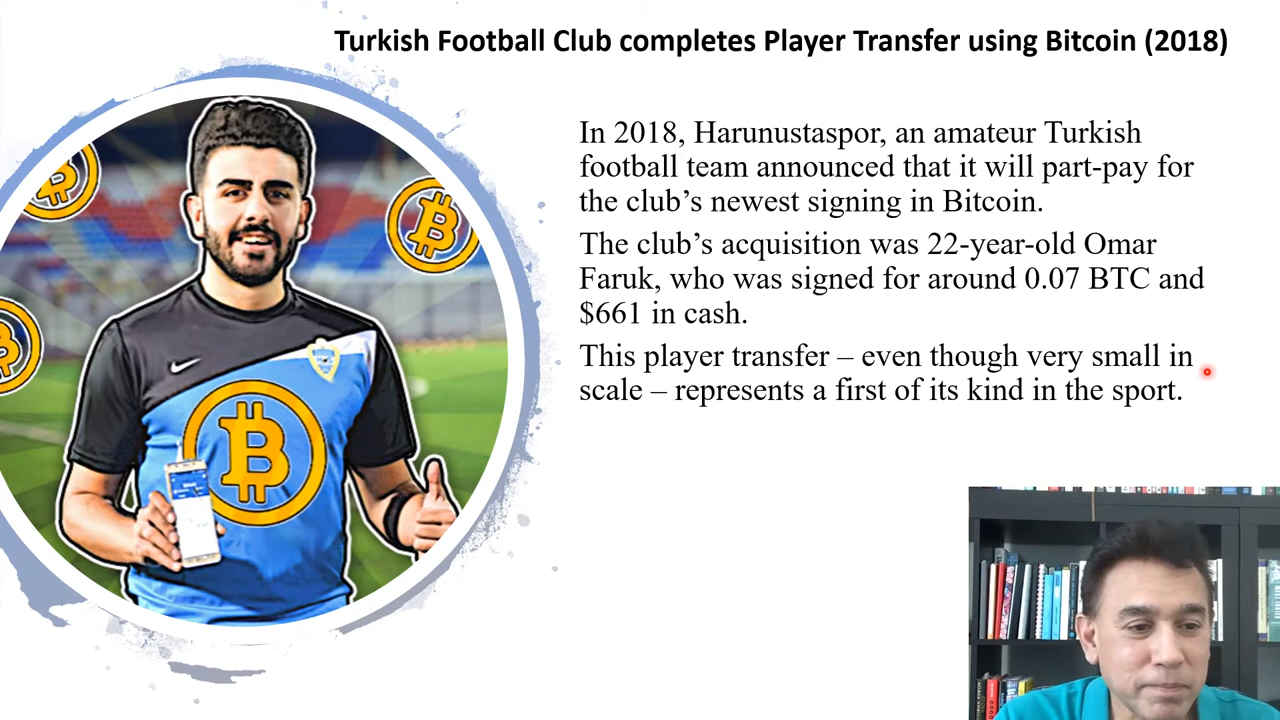 Turkish Football Club completes Player Transfer using Bitcoin (2018)
In 2018, Harunustaspor, an amateur Turkish
football team announced that it will part-pay for
the club’s newest signing in Bitcoin.
The club’s acquisition was 22-year-old Omar
Faruk, who was signed for around 0.07 BTC and
$661 in cash.
This player transfer – even though very small in
scale – represents a first of its kind in the sport.